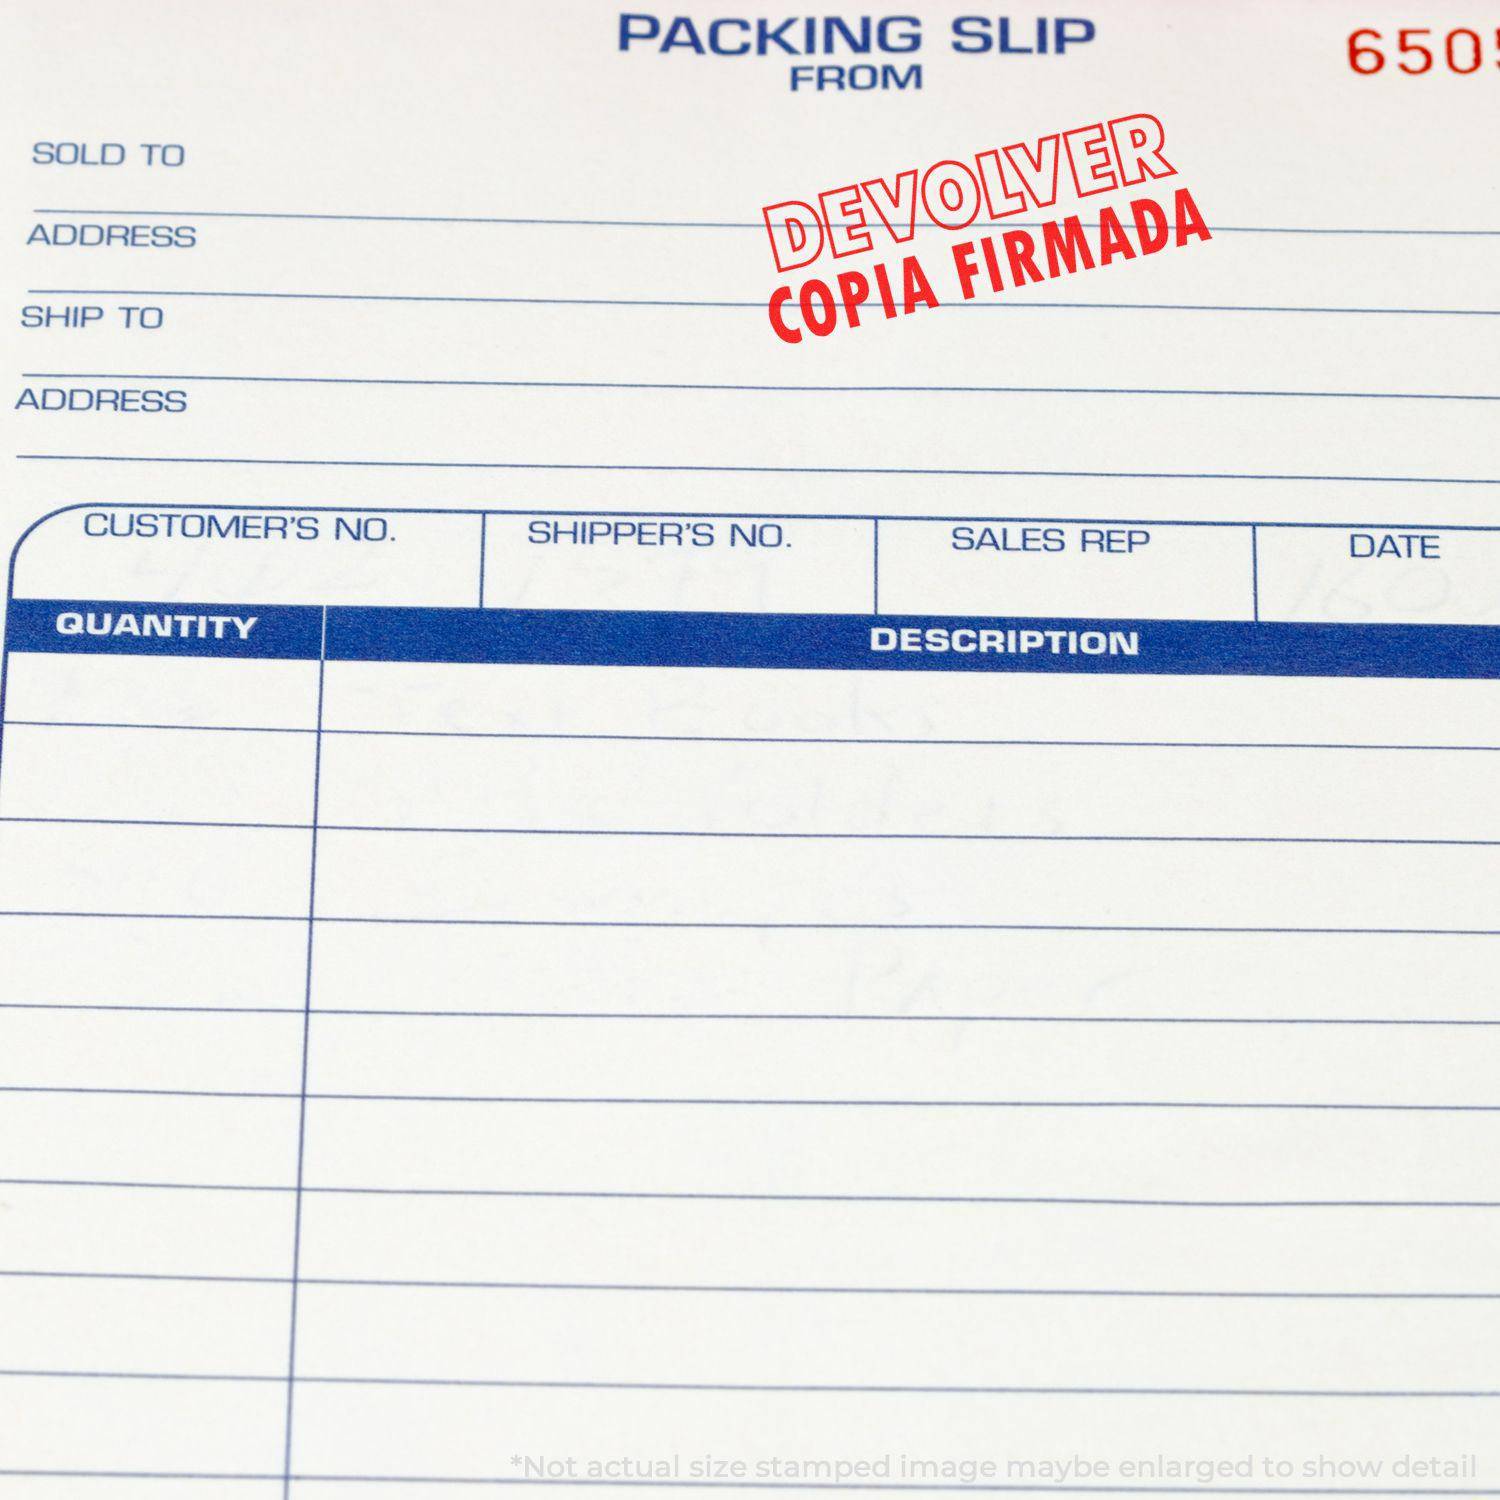 PACKING SLIP
FROM
650
SOLD TO
DEVOLVER
COPIA FIRMADA
ADDRESS
SHIP TO
ADDRESS
CUSTOMER'S NO. SHIPPER'S NO. SALES REP DATE
QUANTITY DESCRIPTION
*Not actual size stamped image maybe enlarged to show detail